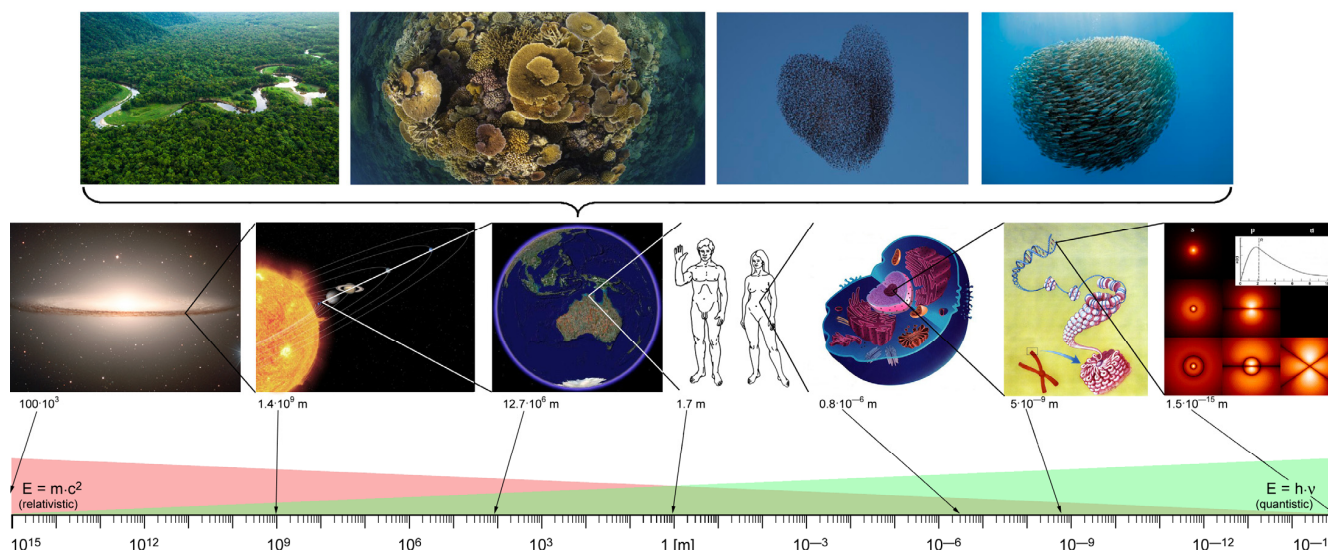 s p d
100·10³
1.4·10⁹ m
12.7·10⁶ m
1.7 m
0.8·10⁻⁶ m
5·10⁻⁹ m
1.5·10⁻¹⁵ m
E = m·c²
(relativistic)
E = h·ν
(quantistic)
10¹⁵ 10¹² 10⁹ 10⁶ 10³ 1 [m] 10⁻³ 10⁻⁶ 10⁻⁹ 10⁻¹² 10⁻¹